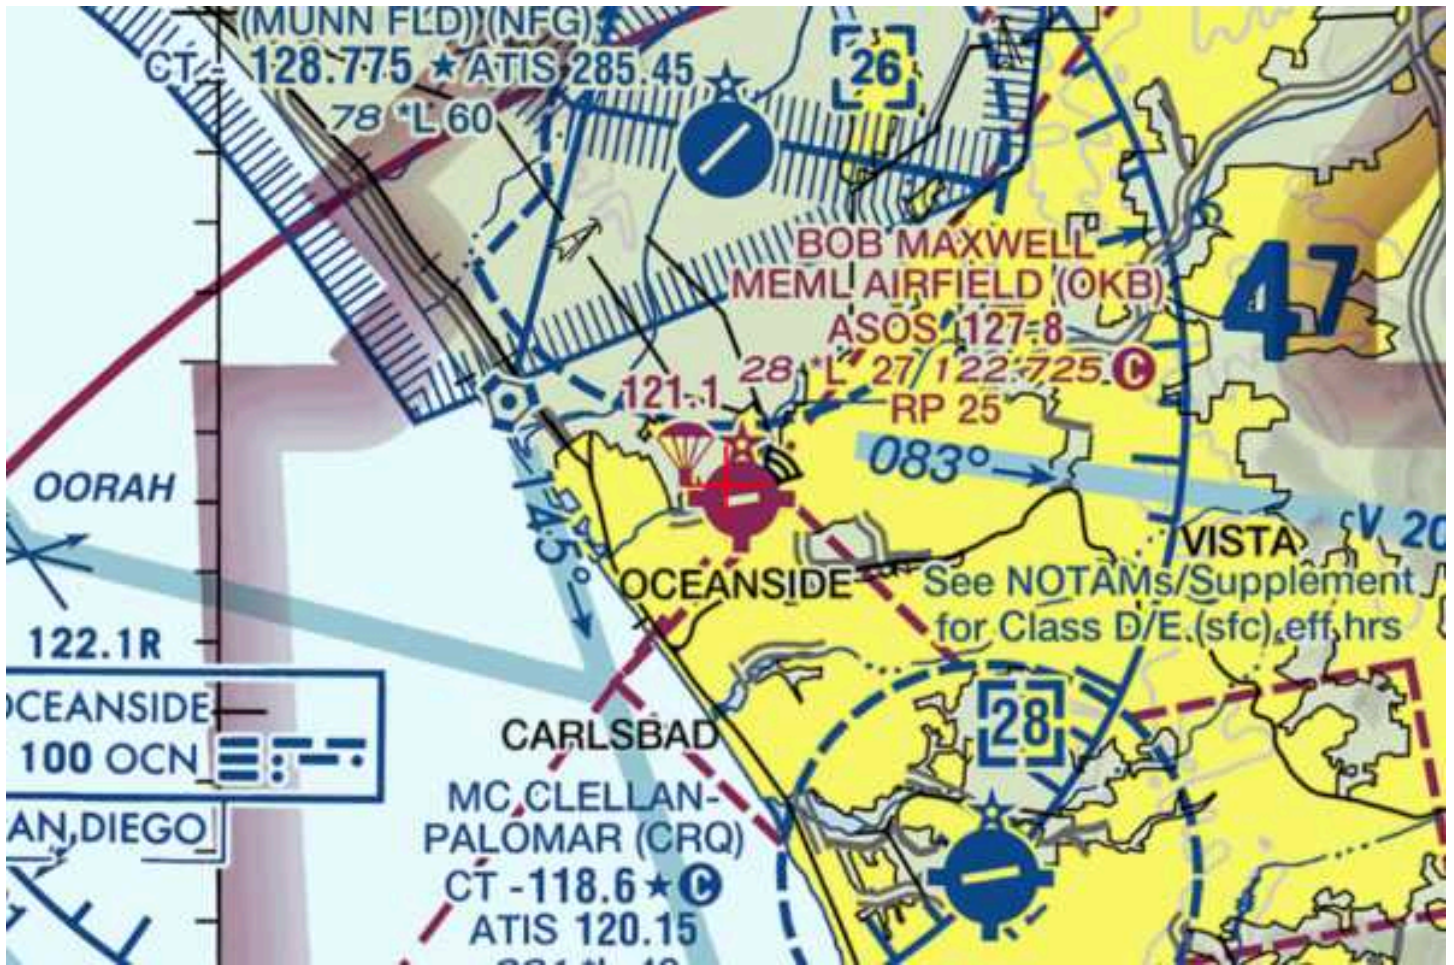 (MUNN FLD) (NFG)
CT - 128.775 ★ ATIS 285.45
78 *L 60
26
47
BOB MAXWELL
MEML AIRFIELD (OKB)
ASOS 127.8
28 *L 27 122.725 C
RP 25
121.1
083°
OORAH
145°
V 20
VISTA
OCEANSIDE
See NOTAMs/Supplement
for Class D/E (sfc) eff hrs
122.1R
OCEANSIDE
100 OCN
28
CARLSBAD
MC CLELLAN-
PALOMAR (CRQ)
CT - 118.6 ★ C
ATIS 120.15
AN DIEGO